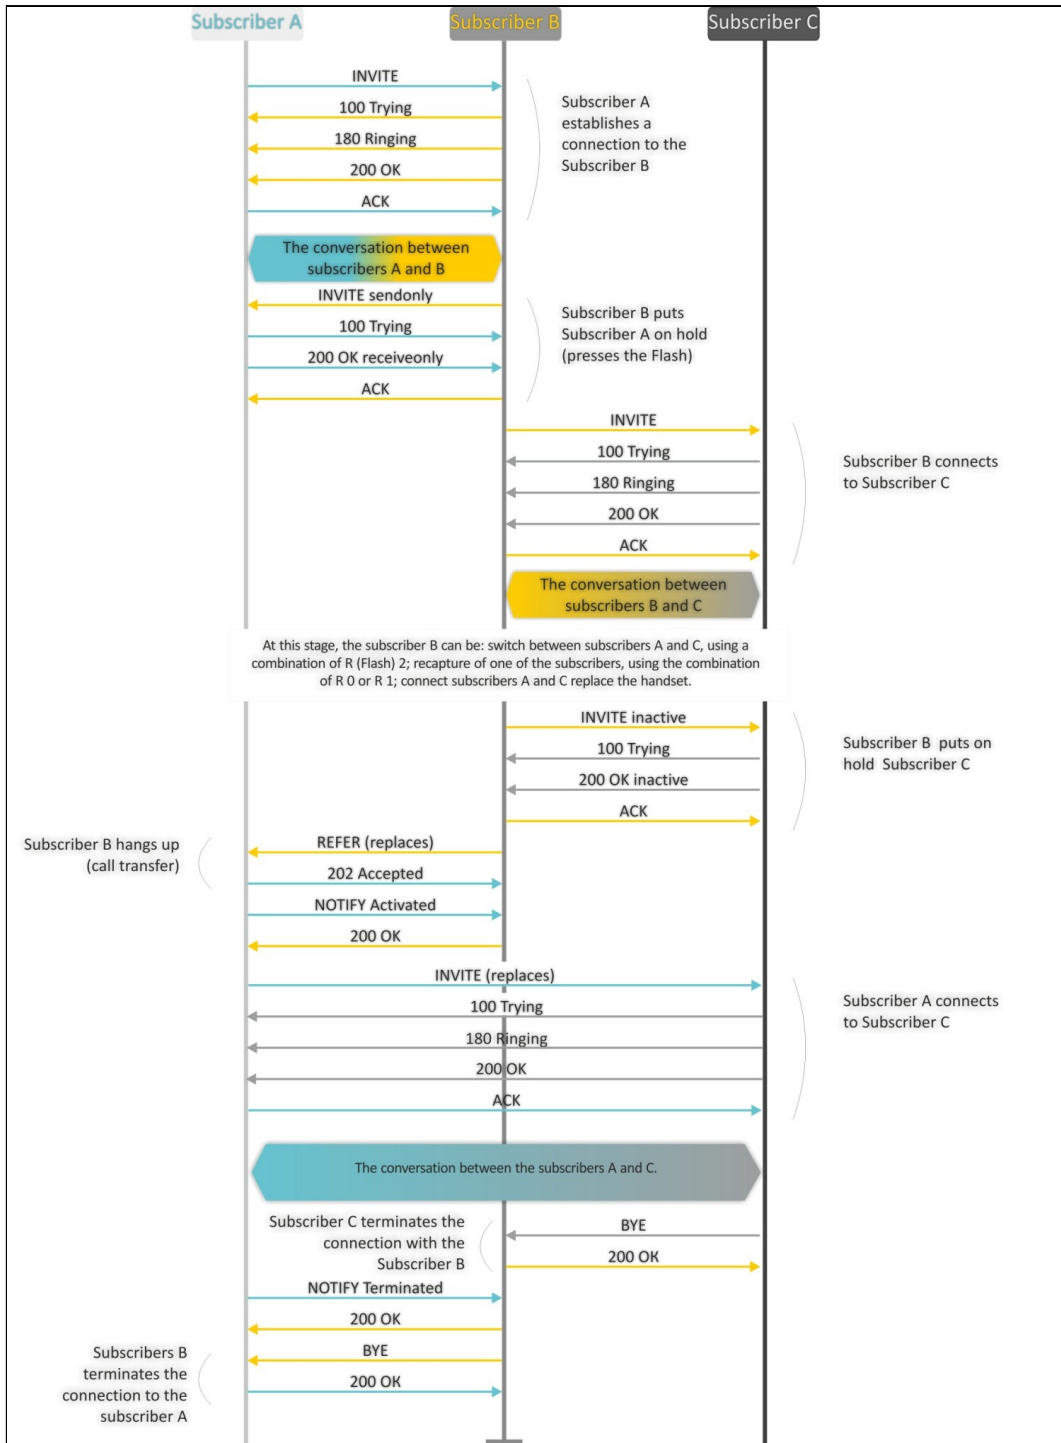 Subscriber A
Subscriber B
Subscriber C
INVITE
100 Trying
180 Ringing
200 OK
ACK
Subscriber A
establishes a
connection to the
Subscriber B
The conversation between
subscribers A and B
INVITE sendonly
100 Trying
200 OK receiveonly
ACK
Subscriber B puts
Subscriber A on hold
(presses the Flash)
INVITE
100 Trying
180 Ringing
200 OK
ACK
Subscriber B connects
to Subscriber C
The conversation between
subscribers B and C
At this stage, the subscriber B can be: switch between subscribers A and C, using a
combination of R (Flash) 2; recapture of one of the subscribers, using the combination
of R 0 or R 1; connect subscribers A and C replace the handset.
INVITE inactive
100 Trying
200 OK inactive
ACK
Subscriber B  puts on
hold  Subscriber C
Subscriber B hangs up
(call transfer)
REFER (replaces)
202 Accepted
NOTIFY Activated
200 OK
INVITE (replaces)
100 Trying
180 Ringing
200 OK
ACK
Subscriber A connects
to Subscriber C
The conversation between the subscribers A and C.
Subscriber C terminates the
connection with the
Subscriber B
BYE
200 OK
NOTIFY Terminated
200 OK
BYE
200 OK
Subscribers B
terminates the
connection to the
subscriber A